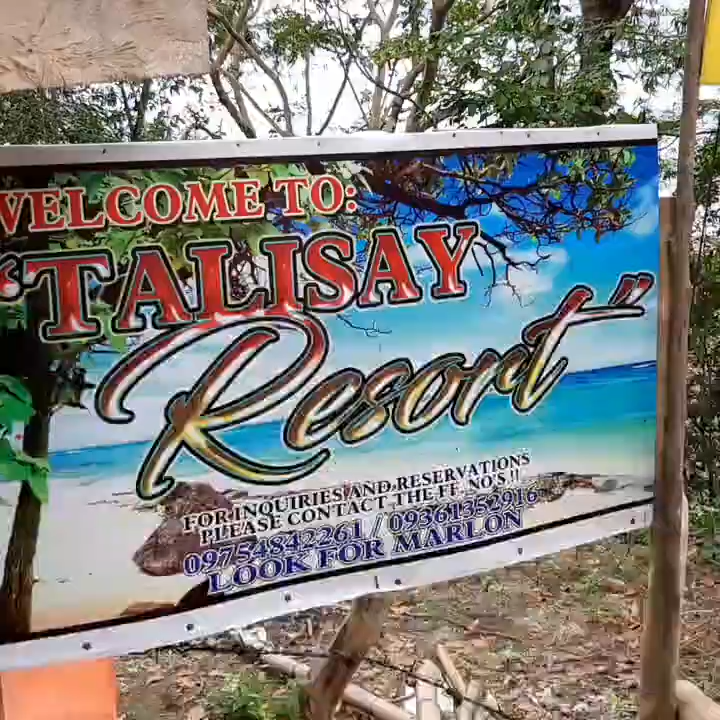 WELCOME TO:
"TALISAY
Resort"
FOR INQUIRIES AND RESERVATIONS
PLEASE CONTACT THE FF. NO'S !!
09754842261 / 09361352916
LOOK FOR MARLON